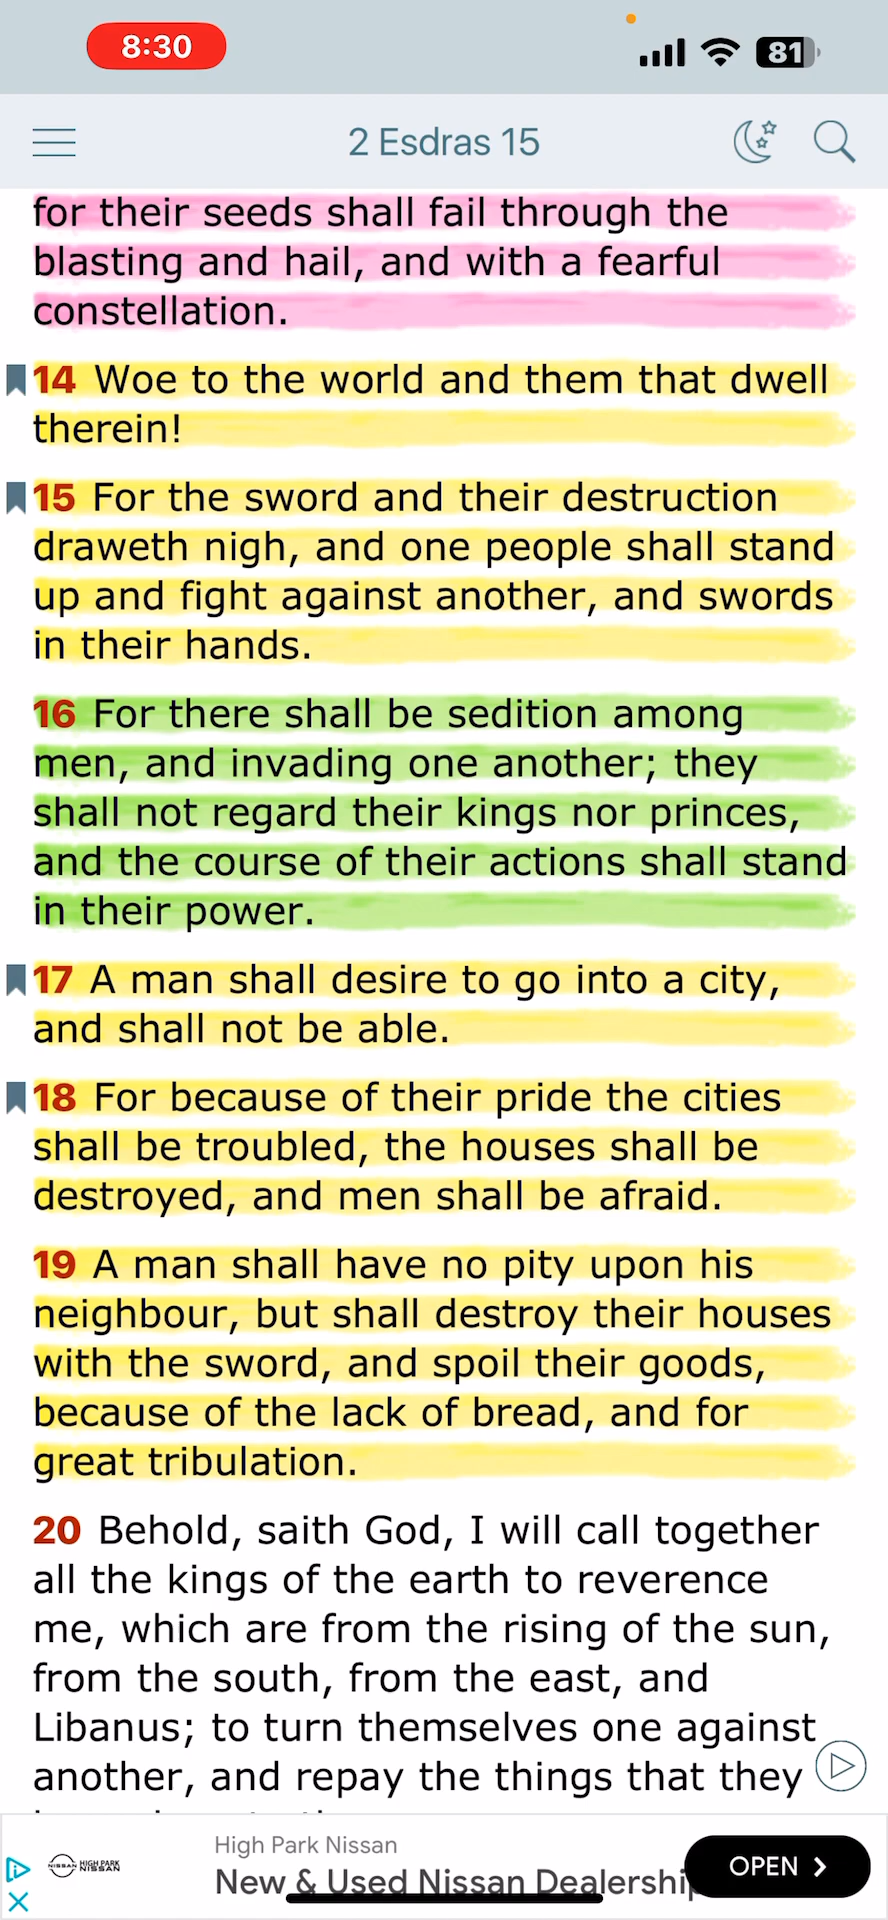 8:30
81
2 Esdras 15
for their seeds shall fail through the
blasting and hail, and with a fearful
constellation.
14 Woe to the world and them that dwell
therein!
15 For the sword and their destruction
draweth nigh, and one people shall stand
up and fight against another, and swords
in their hands.
16 For there shall be sedition among
men, and invading one another; they
shall not regard their kings nor princes,
and the course of their actions shall stand
in their power.
17 A man shall desire to go into a city,
and shall not be able.
18 For because of their pride the cities
shall be troubled, the houses shall be
destroyed, and men shall be afraid.
19 A man shall have no pity upon his
neighbour, but shall destroy their houses
with the sword, and spoil their goods,
because of the lack of bread, and for
great tribulation.
20 Behold, saith God, I will call together
all the kings of the earth to reverence
me, which are from the rising of the sun,
from the south, from the east, and
Libanus; to turn themselves one against
another, and repay the things that they
High Park Nissan
NISSAN HIGH PARK NISSAN
New & Used Nissan Dealership
OPEN